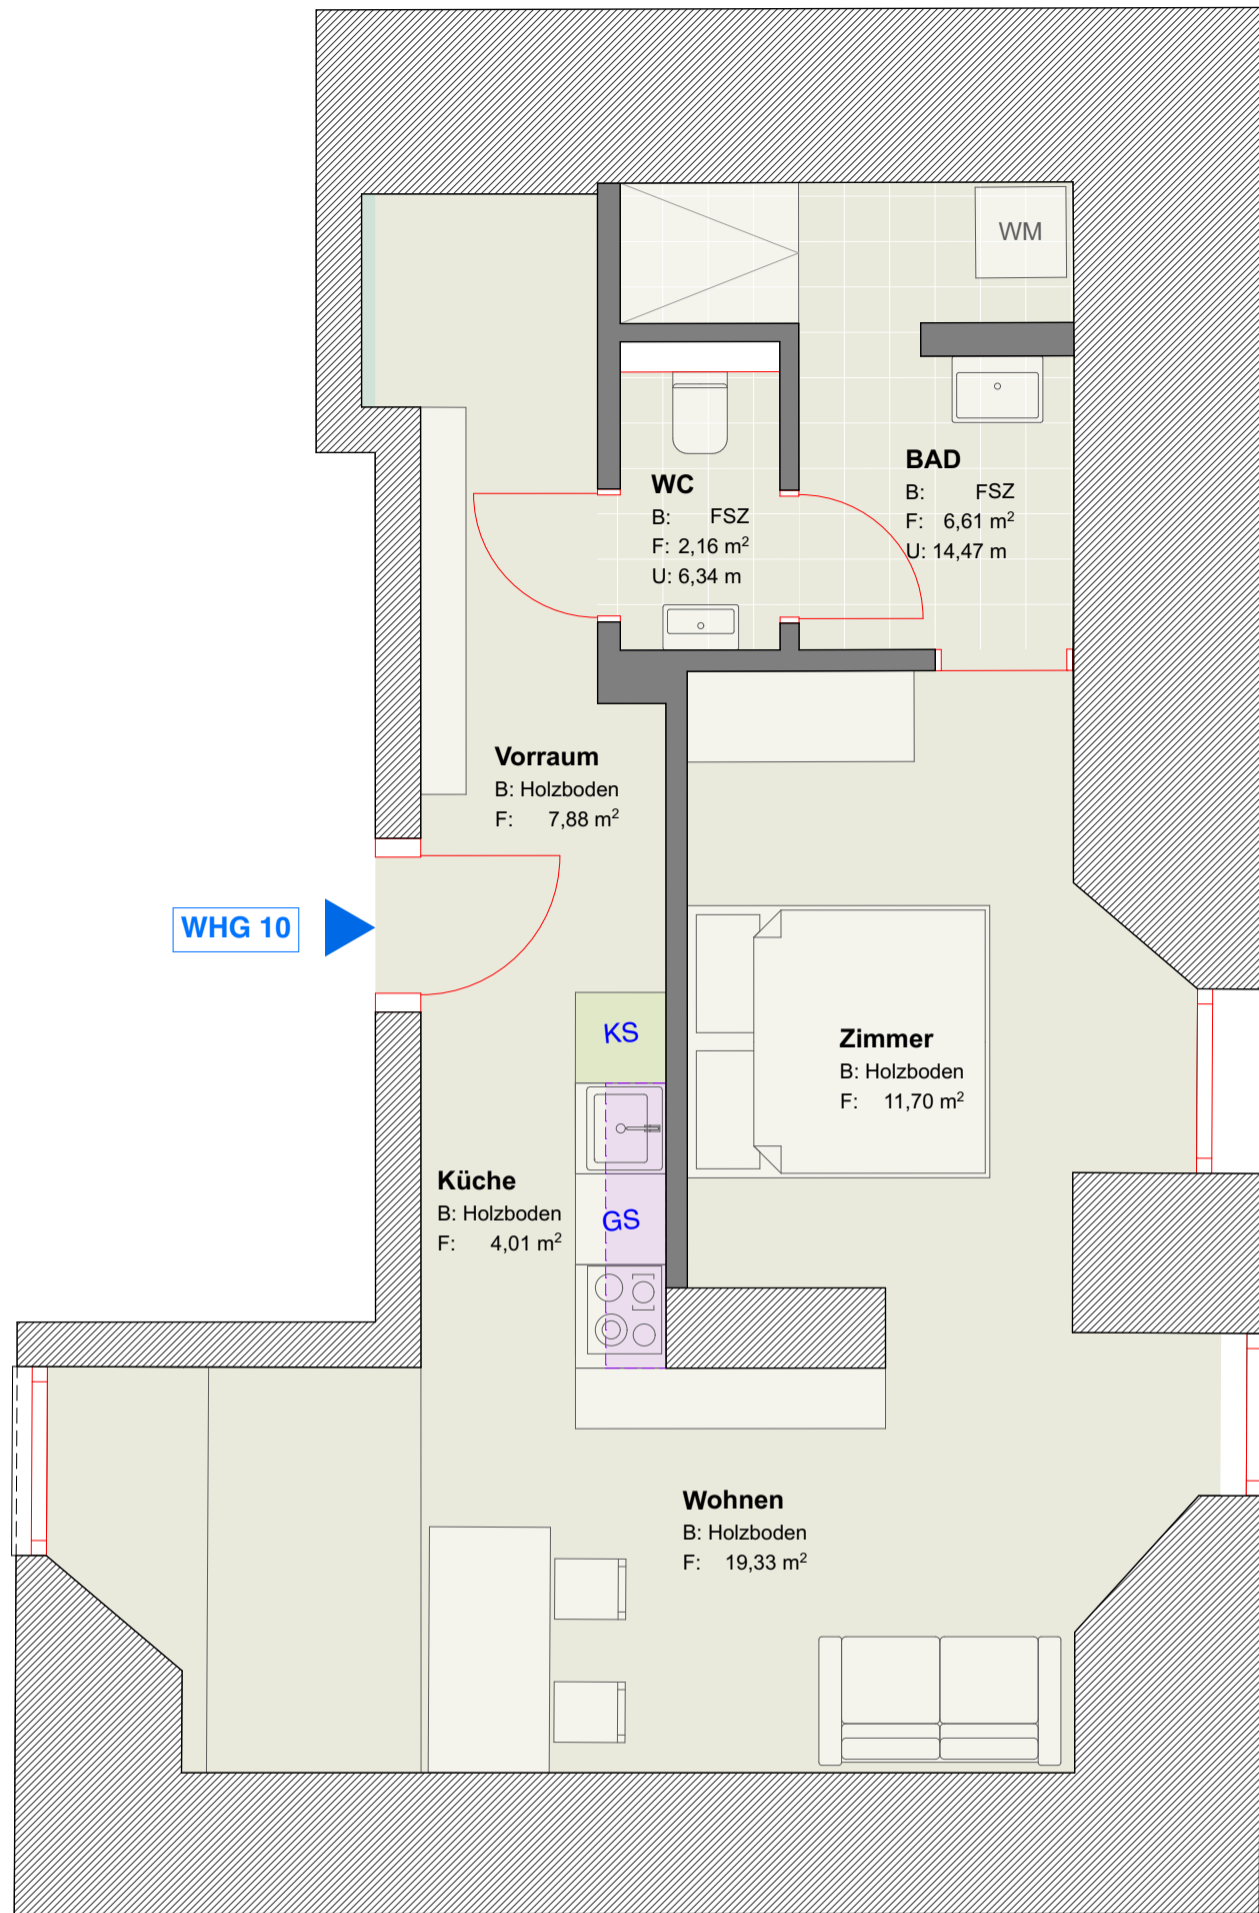 WM
BAD
B: FSZ
F: 6,61 m²
U: 14,47 m
WC
B: FSZ
F: 2,16 m²
U: 6,34 m
Vorraum
B: Holzboden
F: 7,88 m²
WHG 10
KS
Zimmer
B: Holzboden
F: 11,70 m²
Küche
B: Holzboden
F: 4,01 m²
GS
Wohnen
B: Holzboden
F: 19,33 m²